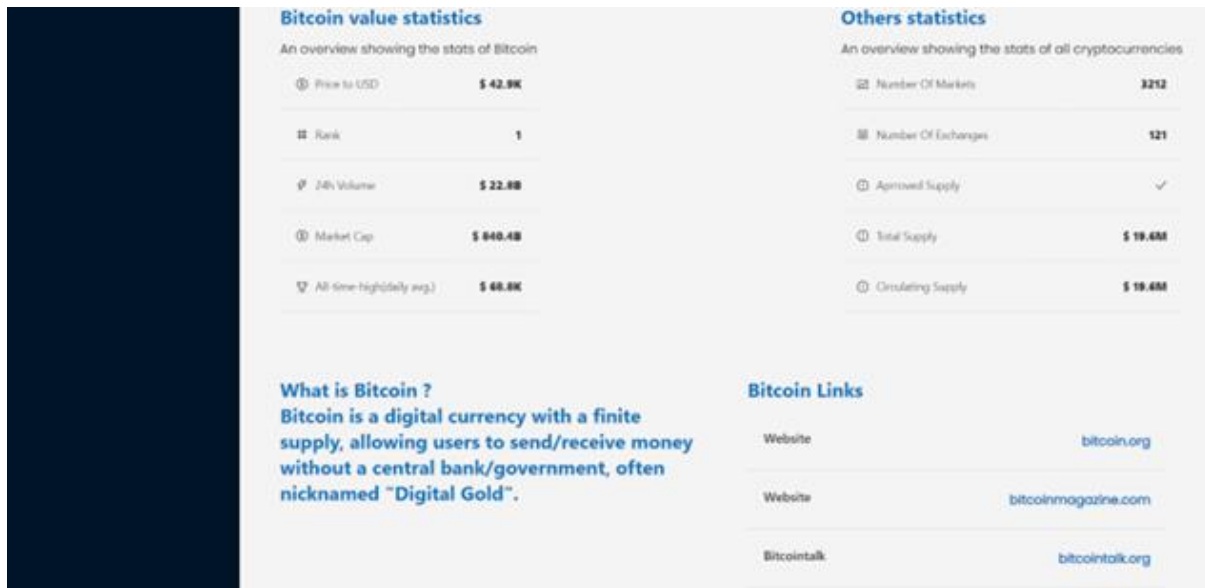 Bitcoin value statistics
An overview showing the stats of Bitcoin
Price to USD $ 42.9K
Rank 1
24h Volume $ 22.8B
Market Cap $ 840.4B
All-time-high(daily avg.) $ 68.8K
Others statistics
An overview showing the stats of all cryptocurrencies
Number Of Markets 3212
Number Of Exchanges 121
Aprroved Supply
Total Supply $ 19.6M
Circulating Supply $ 19.6M
What is Bitcoin ?
Bitcoin is a digital currency with a finite
supply, allowing users to send/receive money
without a central bank/government, often
nicknamed "Digital Gold".
Bitcoin Links
Website bitcoin.org
Website bitcoinmagazine.com
Bitcointalk bitcointalk.org